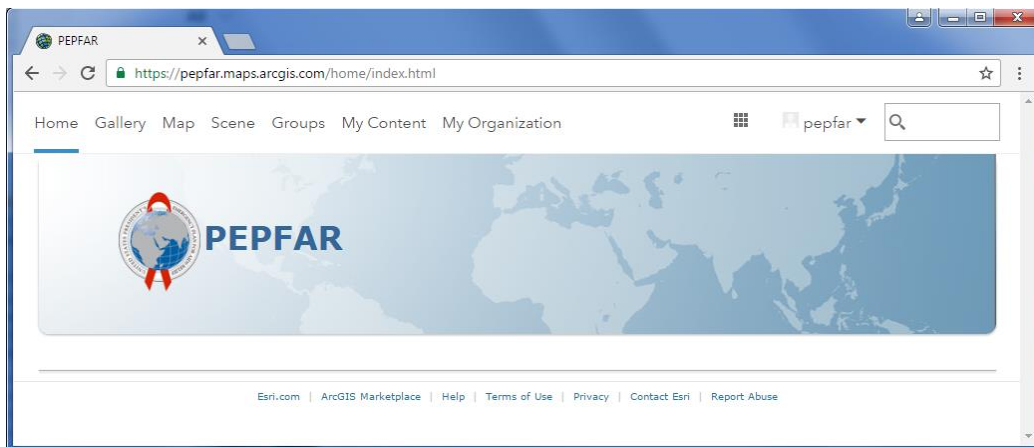 PEPFAR
https://pepfar.maps.arcgis.com/home/index.html
Home Gallery Map Scene Groups My Content My Organization pepfar
PEPFAR
Esri.com | ArcGIS Marketplace | Help | Terms of Use | Privacy | Contact Esri | Report Abuse